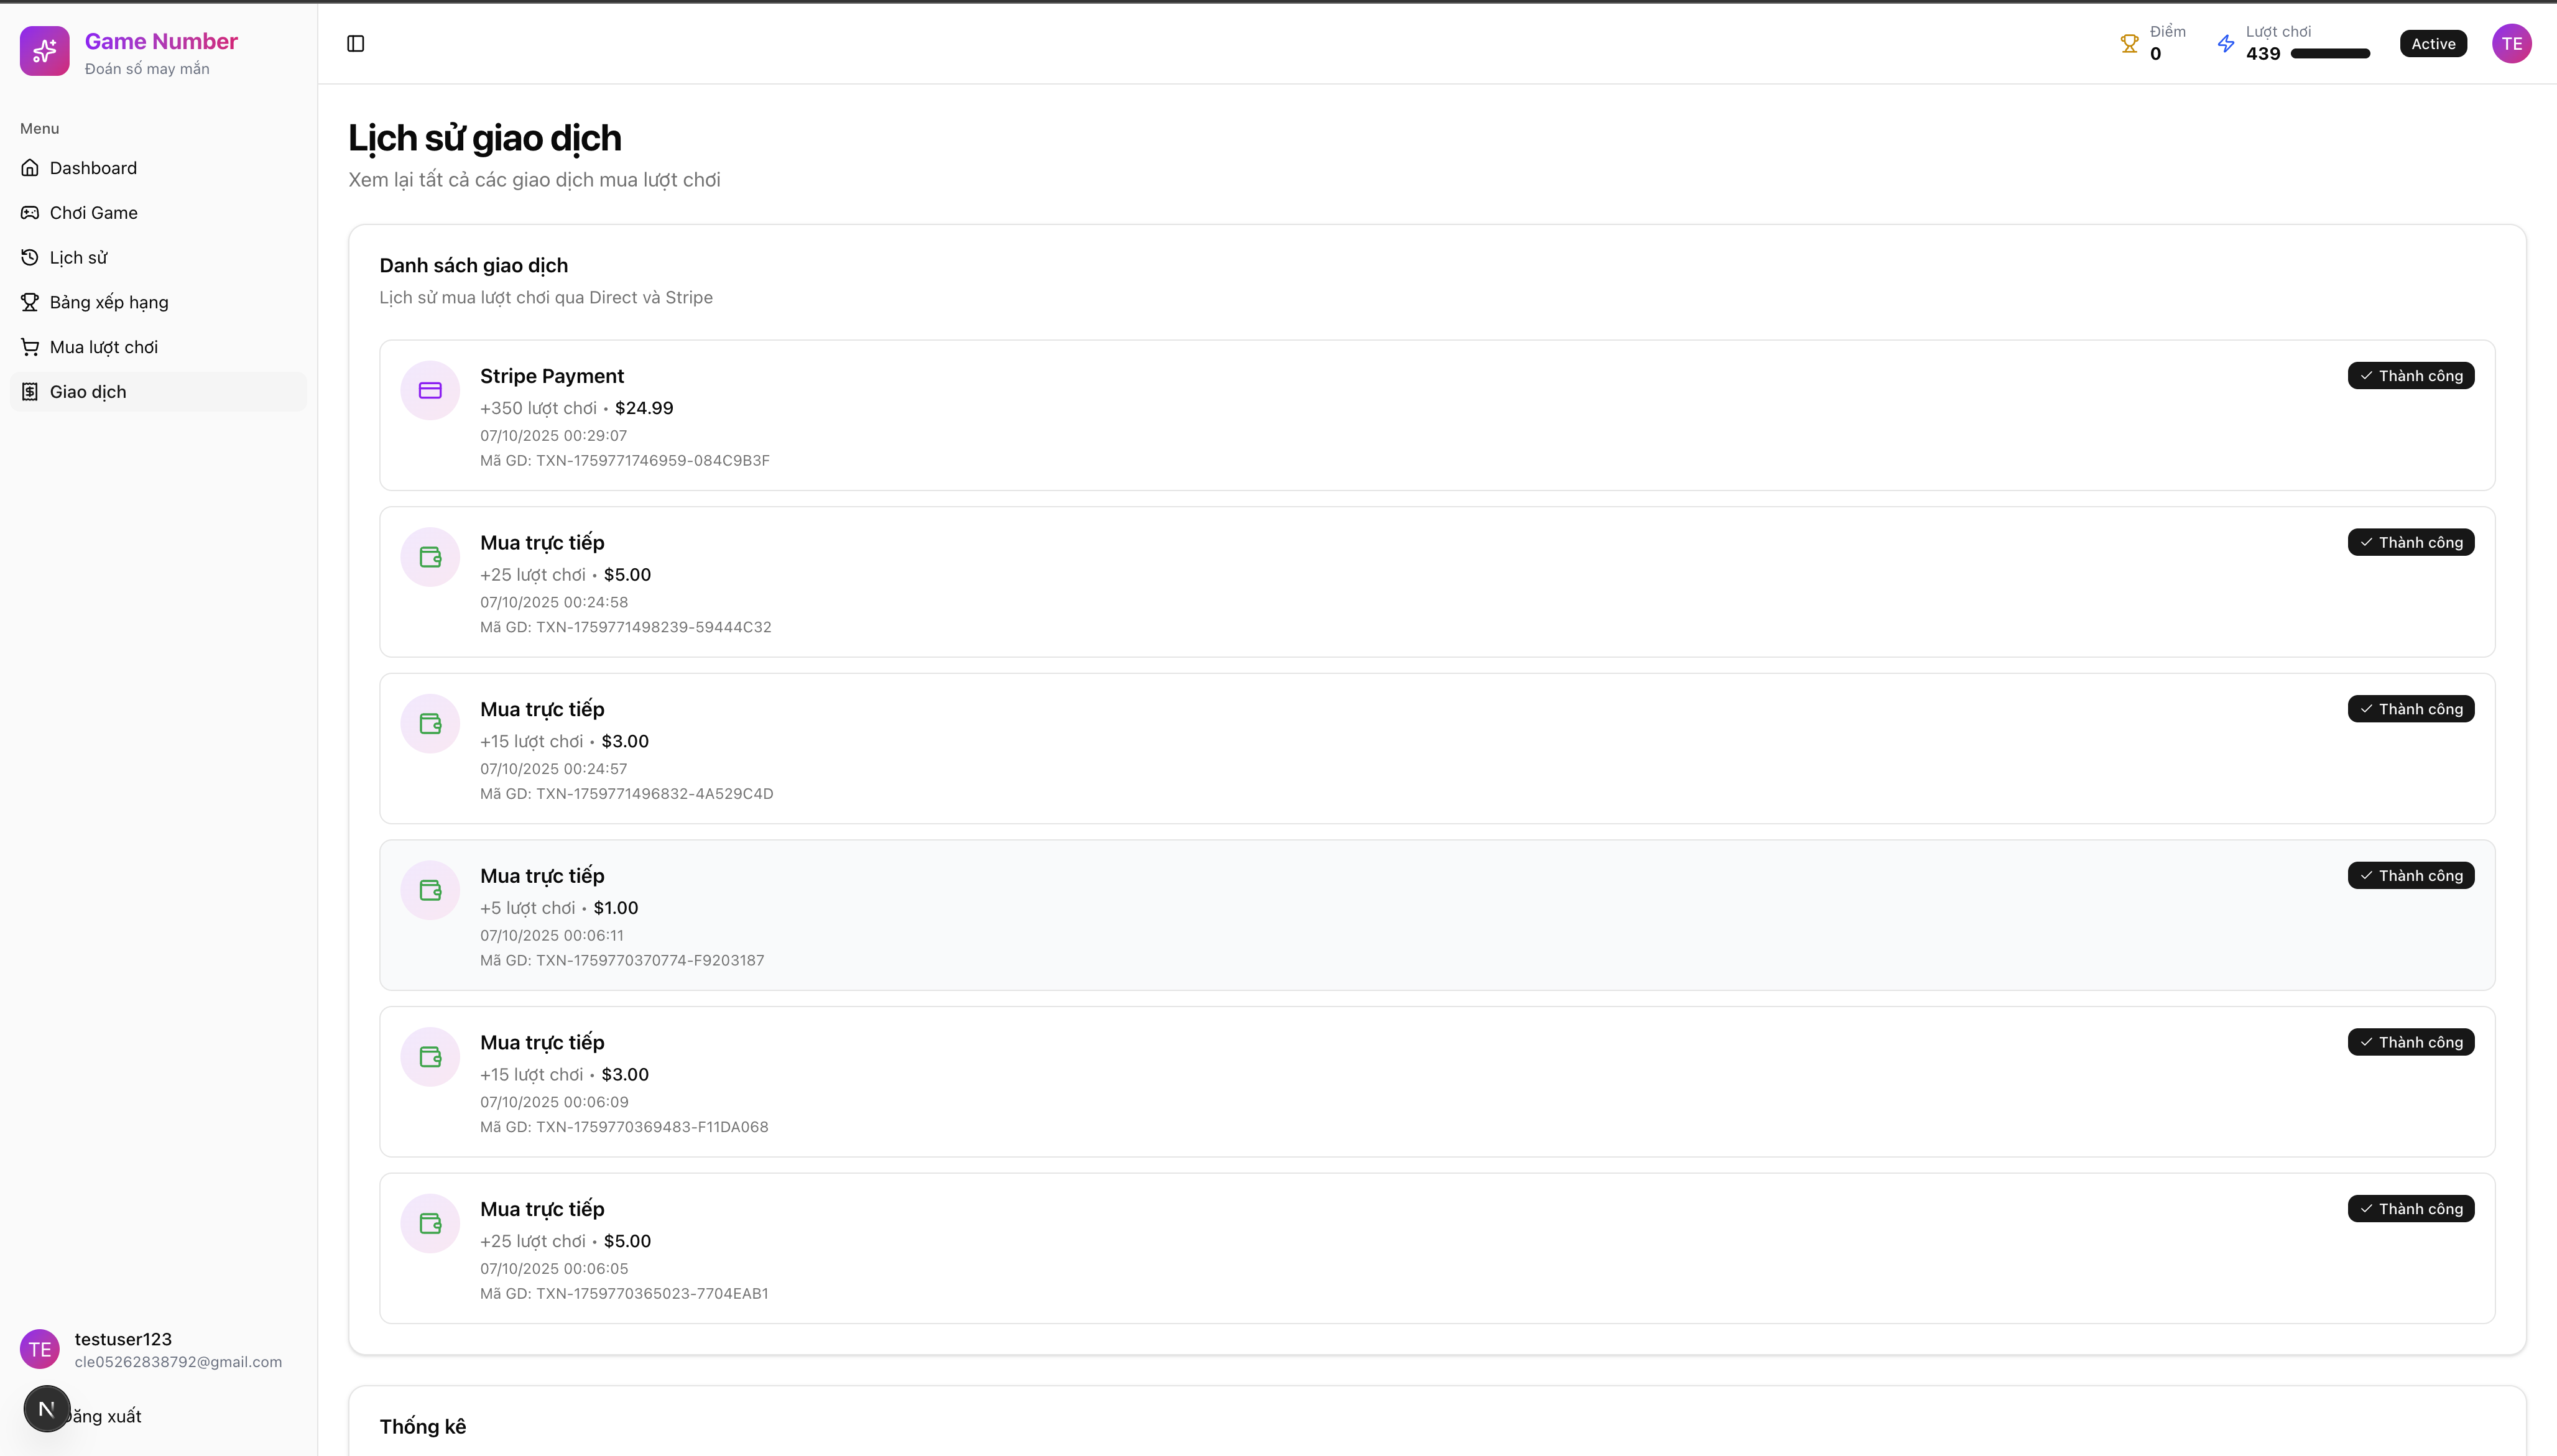 Game Number
Đoán số may mắn
Menu
Dashboard
Chơi Game
Lịch sử
Bảng xếp hạng
Mua lượt chơi
Giao dịch
testuser123
TE
cle05262838792@gmail.com
N
ăng xuất
Điểm
0
Lượt chơi
439
Active
TE
Lịch sử giao dịch
Xem lại tất cả các giao dịch mua lượt chơi
Danh sách giao dịch
Lịch sử mua lượt chơi qua Direct và Stripe
Stripe Payment
Thành công
+350 lượt chơi • $24.99
07/10/2025 00:29:07
Mã GD: TXN-1759771746959-084C9B3F
Mua trực tiếp
Thành công
+25 lượt chơi • $5.00
07/10/2025 00:24:58
Mã GD: TXN-1759771498239-59444C32
Mua trực tiếp
Thành công
+15 lượt chơi • $3.00
07/10/2025 00:24:57
Mã GD: TXN-1759771496832-4A529C4D
Mua trực tiếp
Thành công
+5 lượt chơi • $1.00
07/10/2025 00:06:11
Mã GD: TXN-1759770370774-F9203187
Mua trực tiếp
Thành công
+15 lượt chơi • $3.00
07/10/2025 00:06:09
Mã GD: TXN-1759770369483-F11DA068
Mua trực tiếp
Thành công
+25 lượt chơi • $5.00
07/10/2025 00:06:05
Mã GD: TXN-1759770365023-7704EAB1
Thống kê